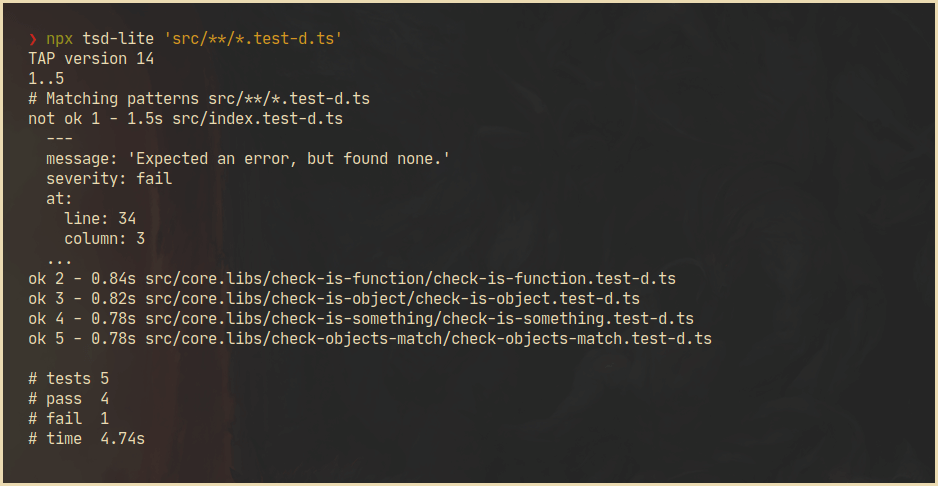 ❯ npx tsd-lite 'src/**/*.test-d.ts'
TAP version 14
1..5
# Matching patterns src/**/*.test-d.ts
not ok 1 - 1.5s src/index.test-d.ts
  ---
  message: 'Expected an error, but found none.'
  severity: fail
  at:
    line: 34
    column: 3
  ...
ok 2 - 0.84s src/core.libs/check-is-function/check-is-function.test-d.ts
ok 3 - 0.82s src/core.libs/check-is-object/check-is-object.test-d.ts
ok 4 - 0.78s src/core.libs/check-is-something/check-is-something.test-d.ts
ok 5 - 0.78s src/core.libs/check-objects-match/check-objects-match.test-d.ts
# tests 5
# pass  4
# fail  1
# time  4.74s